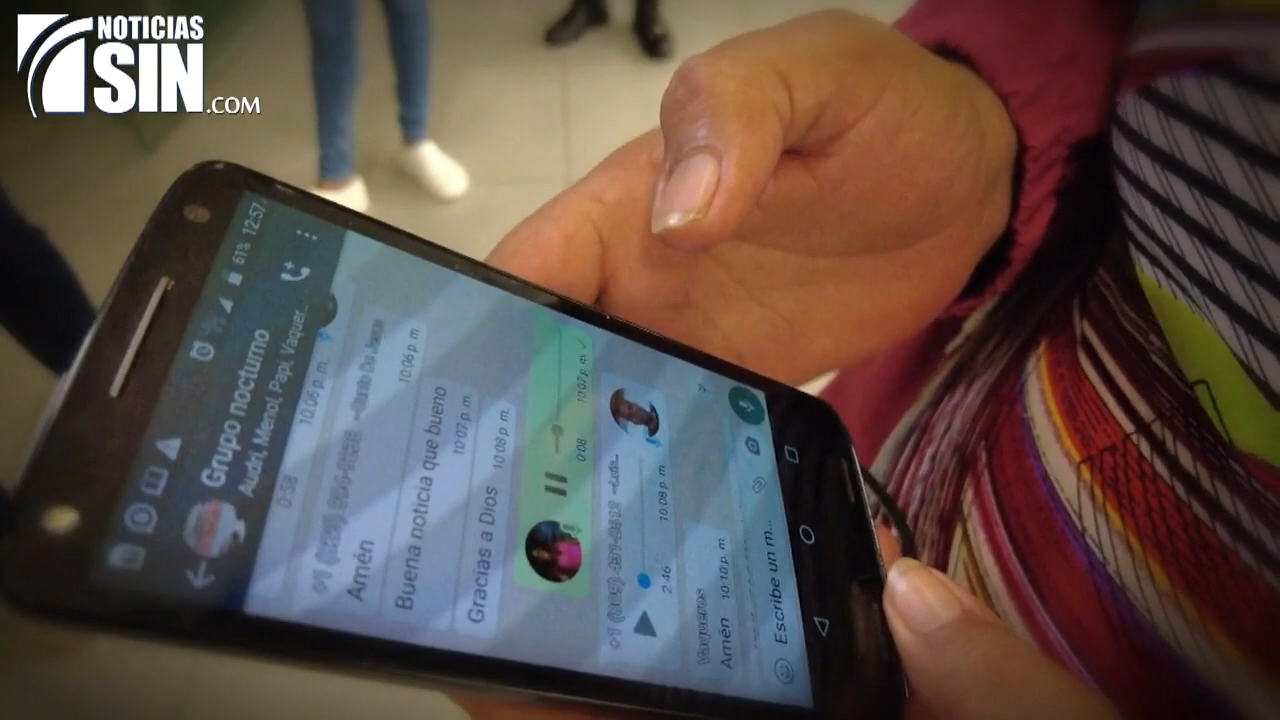 NOTICIAS
SIN.COM
61% 12:57
Grupo nocturno
Audri, Menol, Papi, Vaquer...
0:58 10:06 p. m.
Amén 10:06 p. m.
Buena noticia que bueno
10:07 p. m.
Gracias a Dios 10:08 p. m.
0:08 10:07 p. m.
2:46 10:08 p. m.
Vaqueros
Amén 10:10 p. m.
Escribe un m...